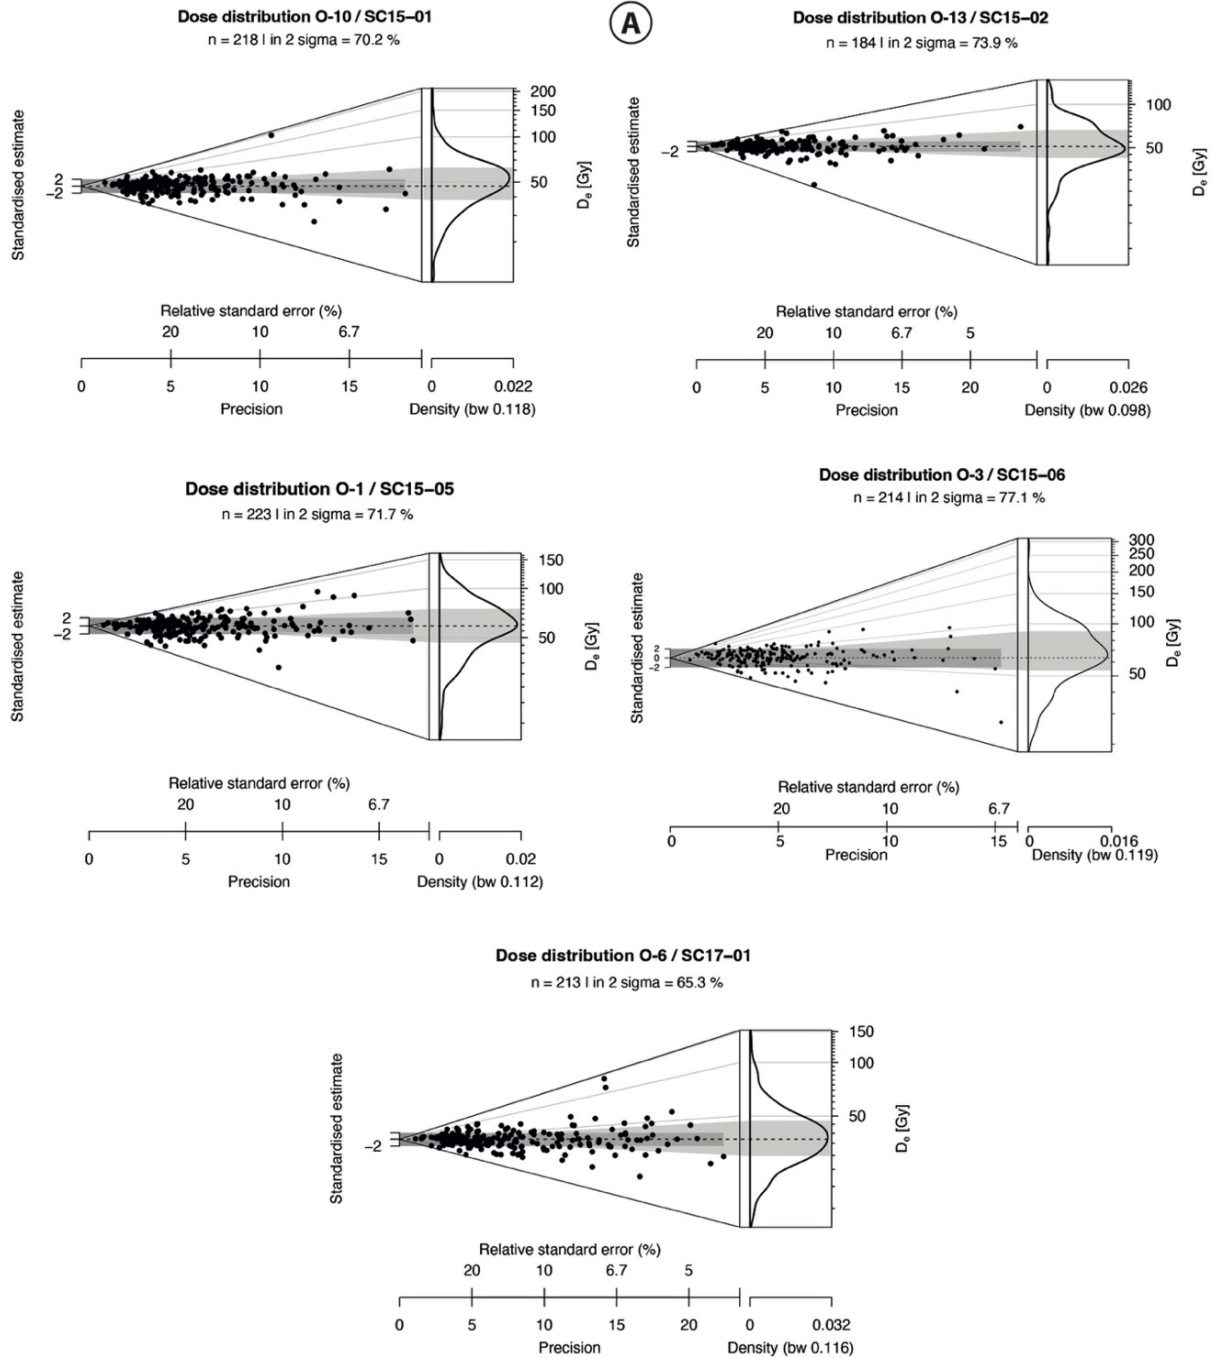 A
Dose distribution O-10 / SC15–01
n = 218 | in 2 sigma = 70.2 %
Standardised estimate
2
−2
200
150
100
50
De [Gy]
Relative standard error (%)
20 10 6.7
0 5 10 15 0 0.022
Precision Density (bw 0.118)
Dose distribution O-13 / SC15–02
n = 184 | in 2 sigma = 73.9 %
Standardised estimate
−2
100
50
De [Gy]
Relative standard error (%)
20 10 6.7 5
0 5 10 15 20 0 0.026
Precision Density (bw 0.098)
Dose distribution O-1 / SC15–05
n = 223 | in 2 sigma = 71.7 %
Standardised estimate
2
−2
150
100
50
De [Gy]
Relative standard error (%)
20 10 6.7
0 5 10 15 0 0.02
Precision Density (bw 0.112)
Dose distribution O-3 / SC15–06
n = 214 | in 2 sigma = 77.1 %
Standardised estimate
2
0
−2
300
250
200
150
100
50
De [Gy]
Relative standard error (%)
20 10 6.7
0 5 10 15 0 0.016
Precision Density (bw 0.119)
Dose distribution O-6 / SC17–01
n = 213 | in 2 sigma = 65.3 %
Standardised estimate
−2
150
100
50
De [Gy]
Relative standard error (%)
20 10 6.7 5
0 5 10 15 20 0 0.032
Precision Density (bw 0.116)